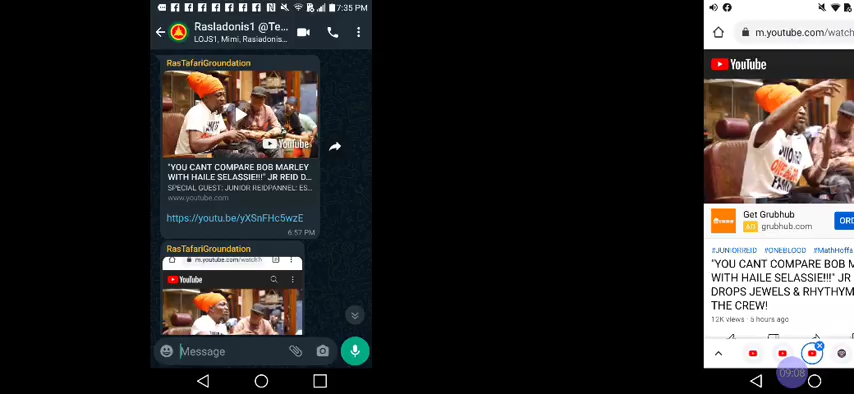 7:35 PM
Rasladonis1 @Te...
LOJS1, Mimi, Rasiadonis...
RasTafariGroundation
YouTube
"YOU CANT COMPARE BOB MARLEY
WITH HAILE SELASSIE!!!" JR REID D...
SPECIAL GUEST: JUNIOR REIDPANNEL: ES...
www.youtube.com
https://youtu.be/yXSnFHc5wzE
6:57 PM
RasTafariGroundation
m.youtube.com/watch
YouTube
Message
m.youtube.com/watch
YouTube
Get Grubhub
AD grubhub.com
ORD
#JUNIORREID #ONEBLOOD #MathHoffa
"YOU CANT COMPARE BOB M
WITH HAILE SELASSIE!!!" JR
DROPS JEWELS & RHYTHYM
THE CREW!
12K views · 5 hours ago
09:08